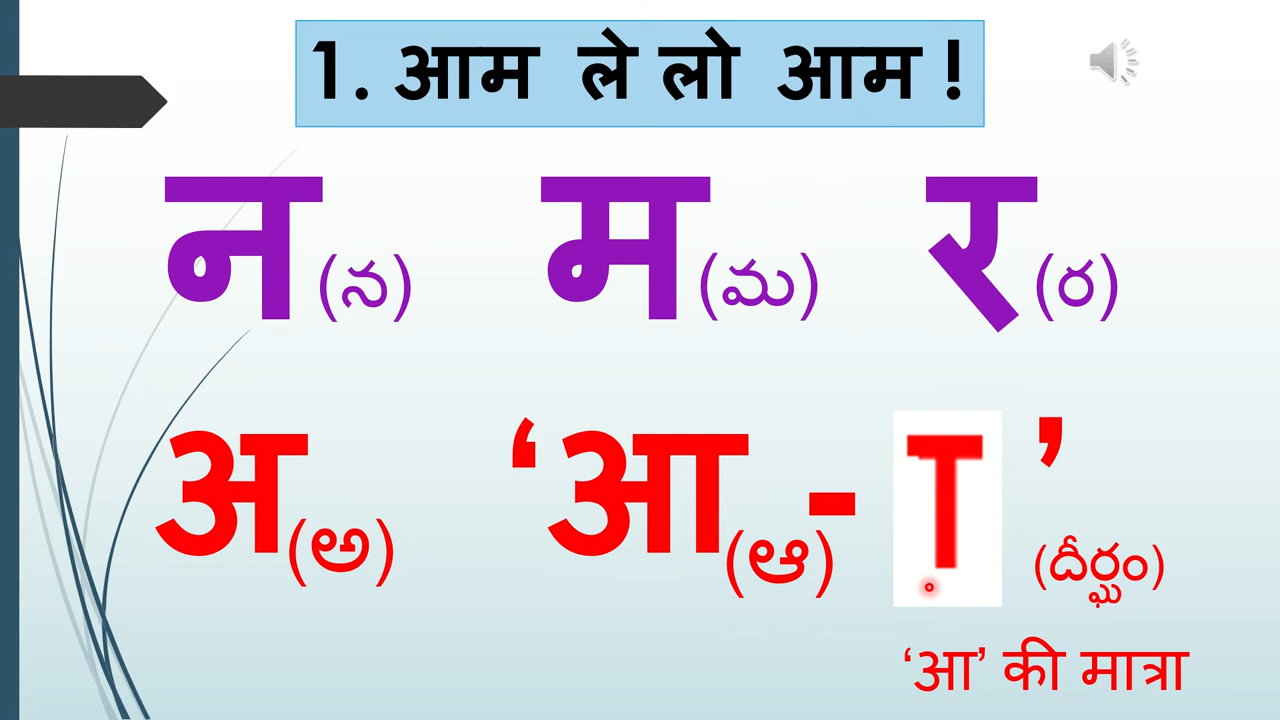 1. आम ले लो आम !
न (న) म (మ) र (ర)
अ (అ) ‘आ (ఆ) - ा ’ (దీర్ఘం)
‘आ’ की मात्रा